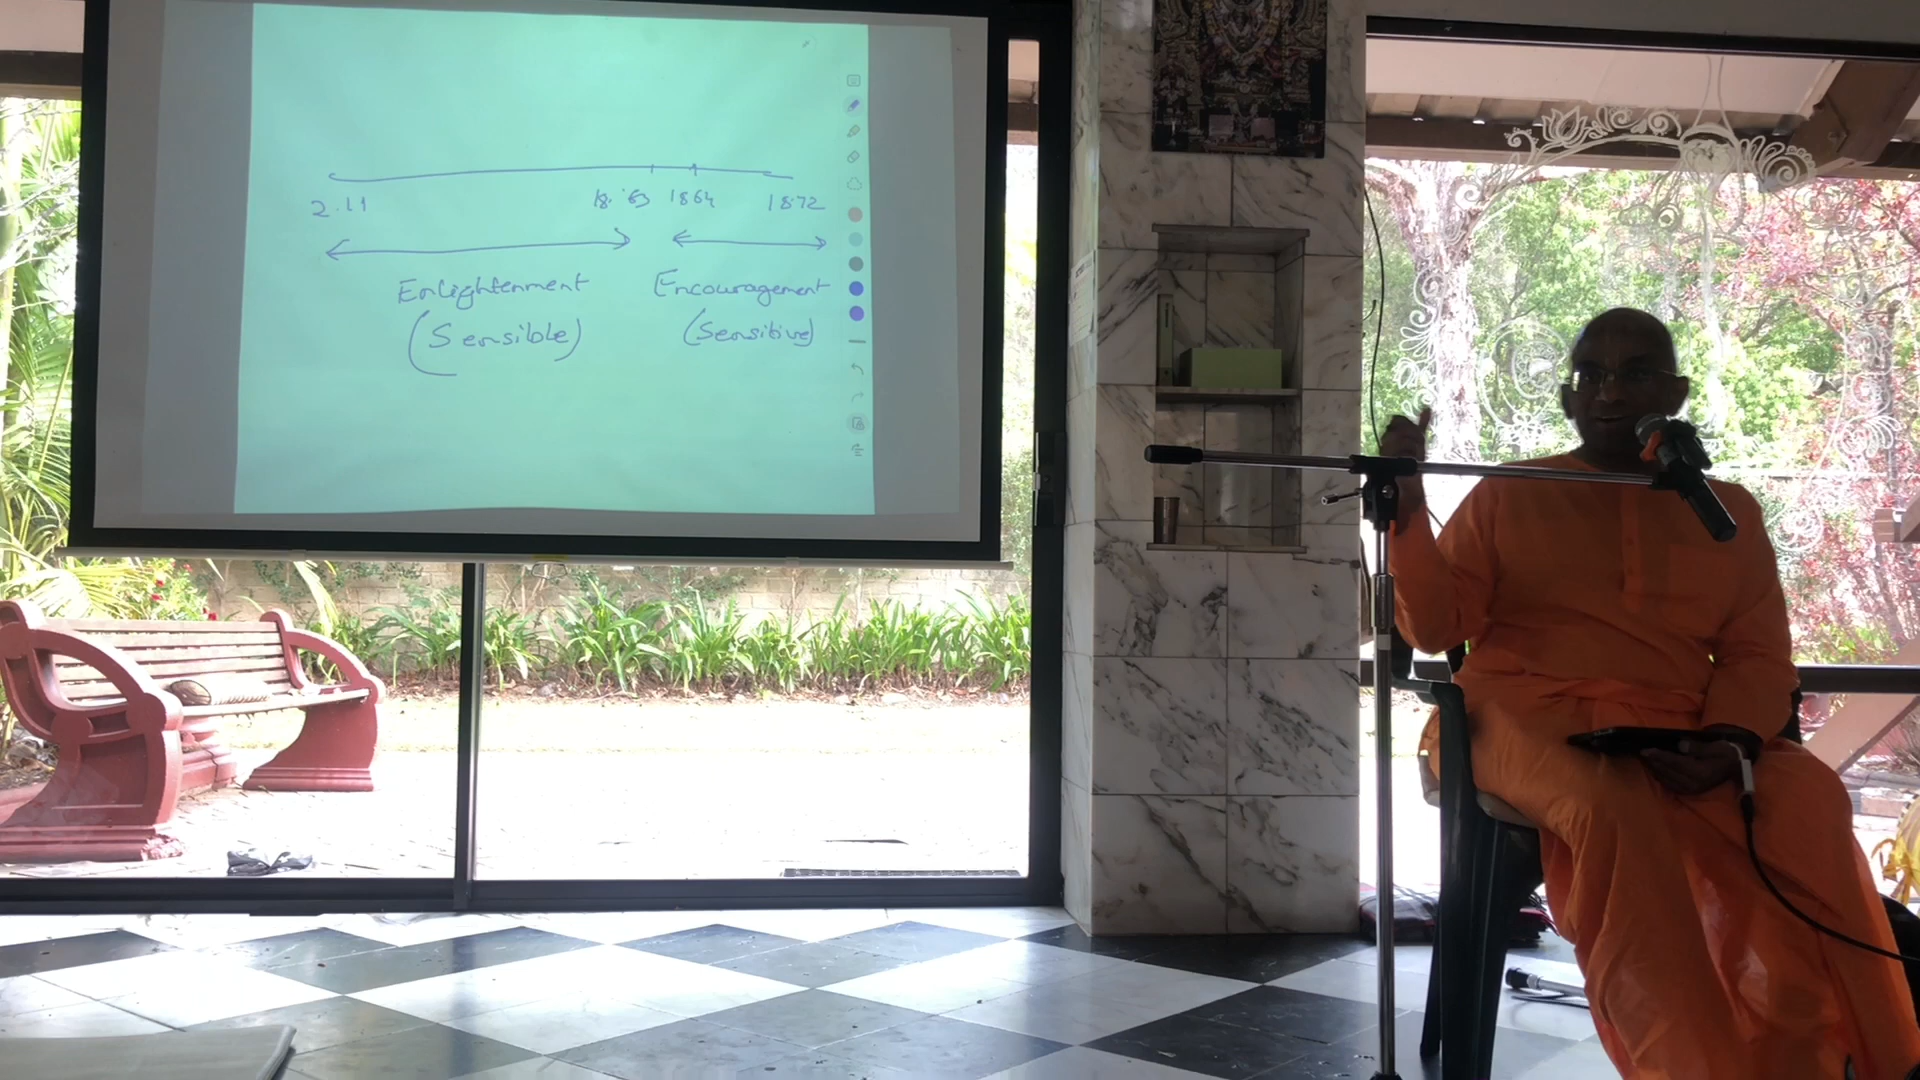 2.11 18.63 1864 1872
Enlightenment Encouragement
(Sensible) (Sensitive)